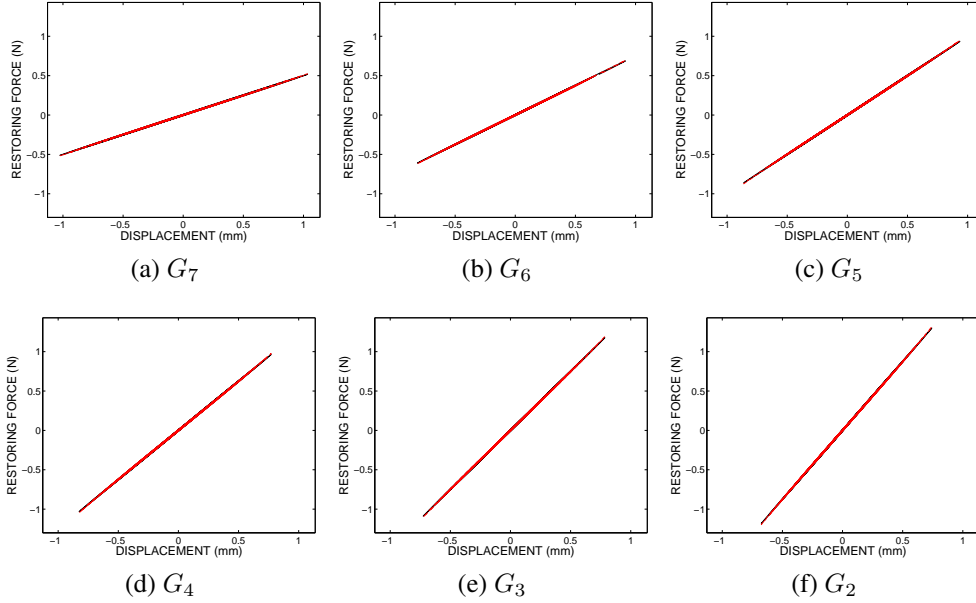 RESTORING FORCE (N)
1
0.5
0
−0.5
−1
−1 −0.5 0 0.5 1
DISPLACEMENT (mm)
(a) G7
RESTORING FORCE (N)
1
0.5
0
−0.5
−1
−1 −0.5 0 0.5 1
DISPLACEMENT (mm)
(b) G6
RESTORING FORCE (N)
1
0.5
0
−0.5
−1
−1 −0.5 0 0.5 1
DISPLACEMENT (mm)
(c) G5
RESTORING FORCE (N)
1
0.5
0
−0.5
−1
−1 −0.5 0 0.5 1
DISPLACEMENT (mm)
(d) G4
RESTORING FORCE (N)
1
0.5
0
−0.5
−1
−1 −0.5 0 0.5 1
DISPLACEMENT (mm)
(e) G3
RESTORING FORCE (N)
1
0.5
0
−0.5
−1
−1 −0.5 0 0.5 1
DISPLACEMENT (mm)
(f) G2